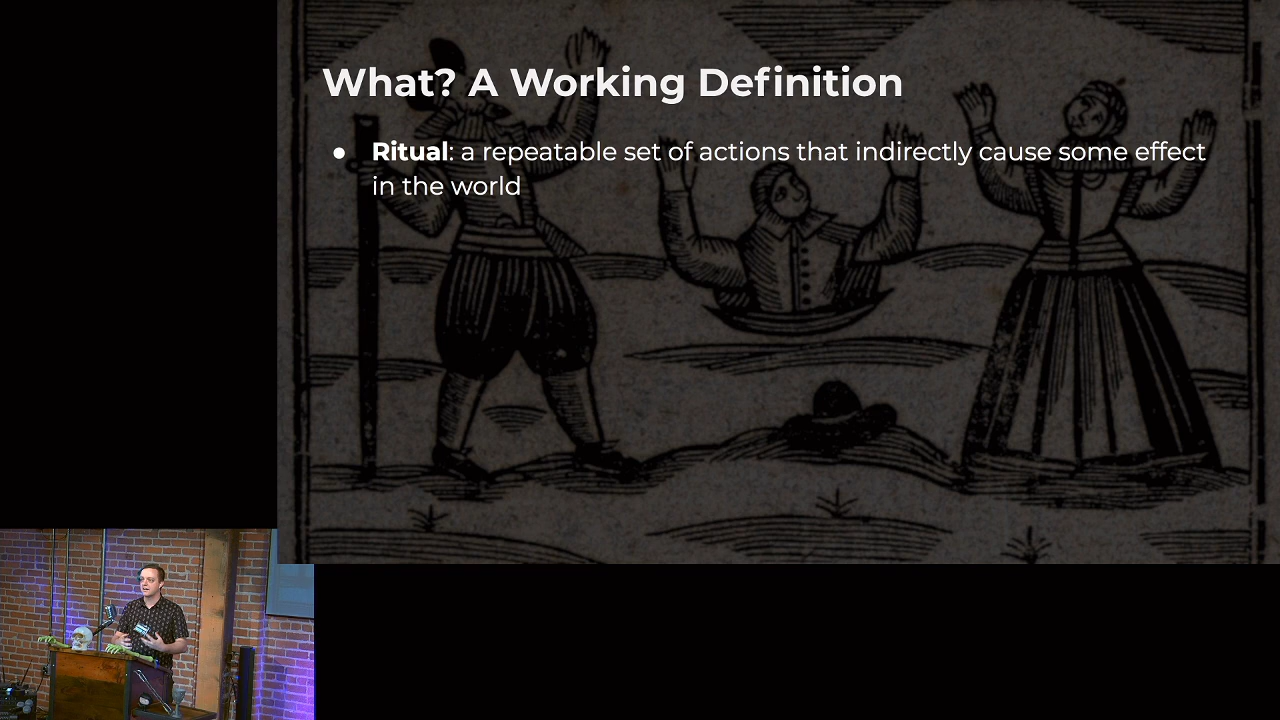 What? A Working Definition
● Ritual: a repeatable set of actions that indirectly cause some effect
in the world